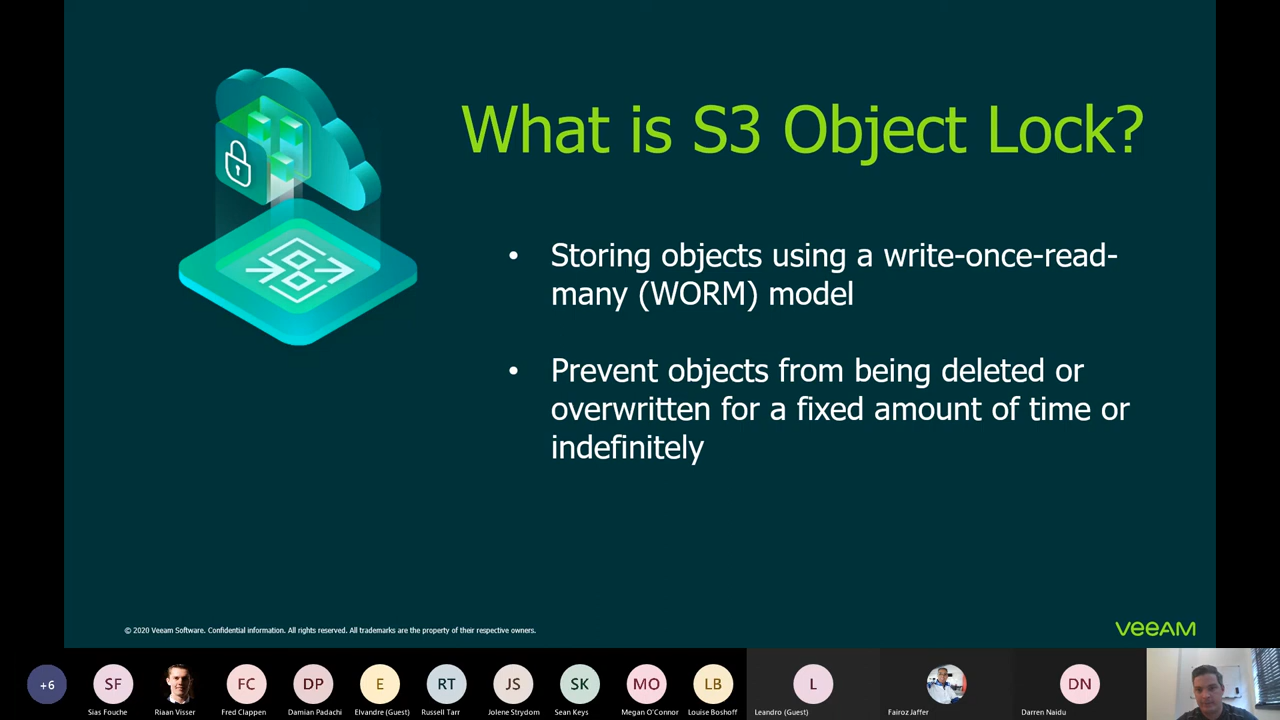 What is S3 Object Lock?
• Storing objects using a write-once-read-
many (WORM) model
• Prevent objects from being deleted or
overwritten for a fixed amount of time or
indefinitely
© 2020 Veeam Software. Confidential information. All rights reserved. All trademarks are the property of their respective owners.
VEEAM
+6
SF
FC
DP
E
RT
JS
SK
MO
LB
L
DN
Sias Fouche
Riaan Visser
Fred Clappen
Damian Padachi
Elvandre (Guest)
Russell Tarr
Jolene Strydom
Sean Keys
Megan O'Connor
Louise Boshoff
Leandro (Guest)
Fairoz Jaffer
Darren Naidu